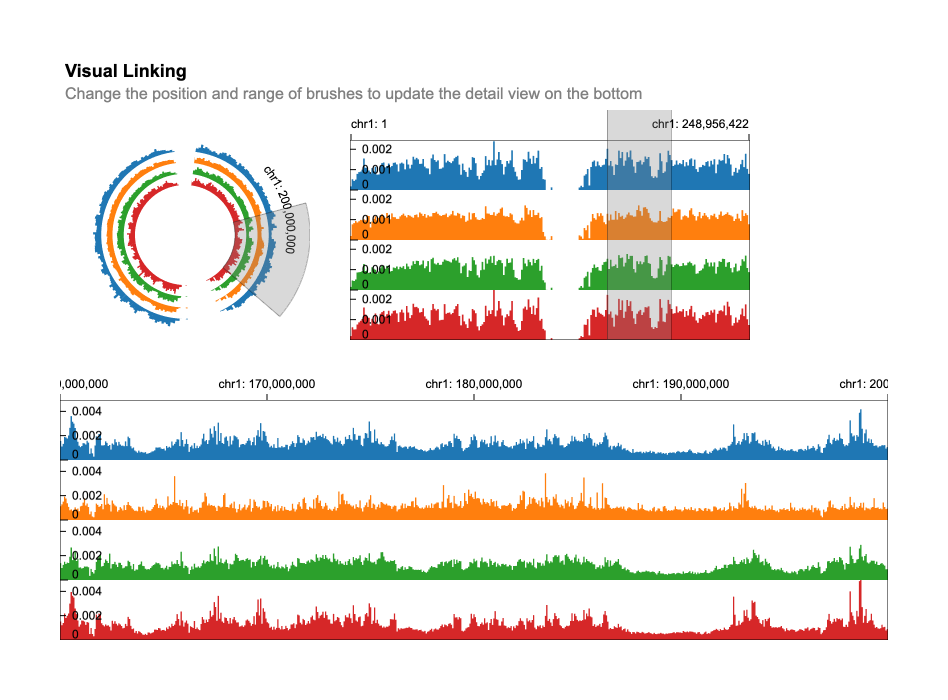 Visual Linking
Change the position and range of brushes to update the detail view on the bottom
chr1: 200,000,000
chr1: 1
chr1: 248,956,422
0.002
0.001
0
0.002
0.001
0
0.002
0.001
0
0.002
0.001
0
0,000,000
chr1: 170,000,000
chr1: 180,000,000
chr1: 190,000,000
chr1: 200
0.004
0.002
0
0.004
0.002
0
0.004
0.002
0
0.004
0.002
0